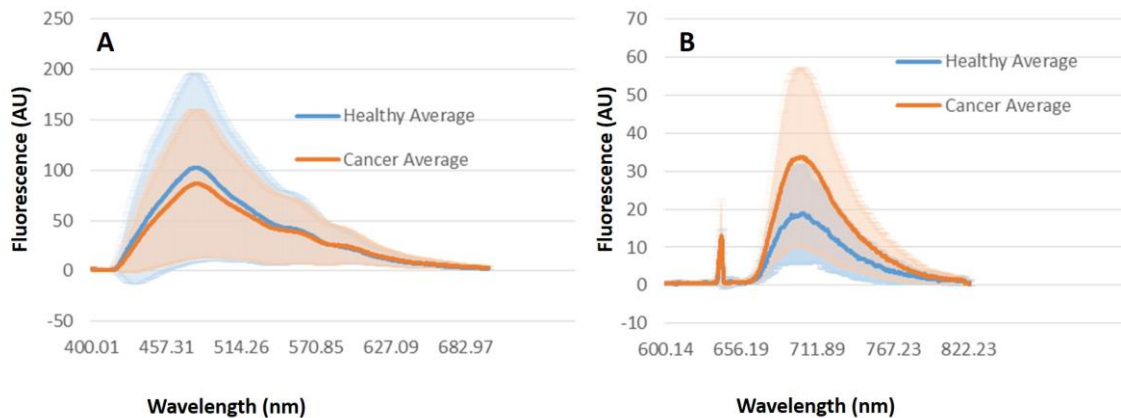 A
250
200
150
100
50
0
-50
Fluorescence (AU)
Healthy Average
Cancer Average
400.01 457.31 514.26 570.85 627.09 682.97
Wavelength (nm)
B
70
60
50
40
30
20
10
0
-10
Fluorescence (AU)
Healthy Average
Cancer Average
600.14 656.19 711.89 767.23 822.23
Wavelength (nm)